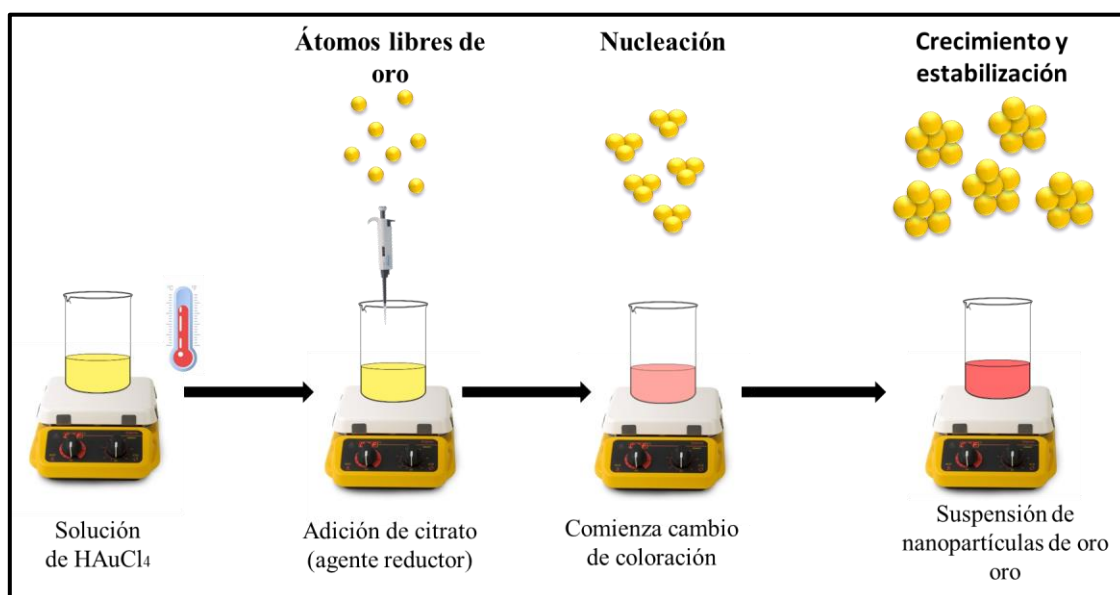 Átomos libres de
oro
Nucleación
Crecimiento y
estabilización
Solución
de HAuCl4
Adición de citrato
(agente reductor)
Comienza cambio
de coloración
Suspensión de
nanopartículas de oro
oro